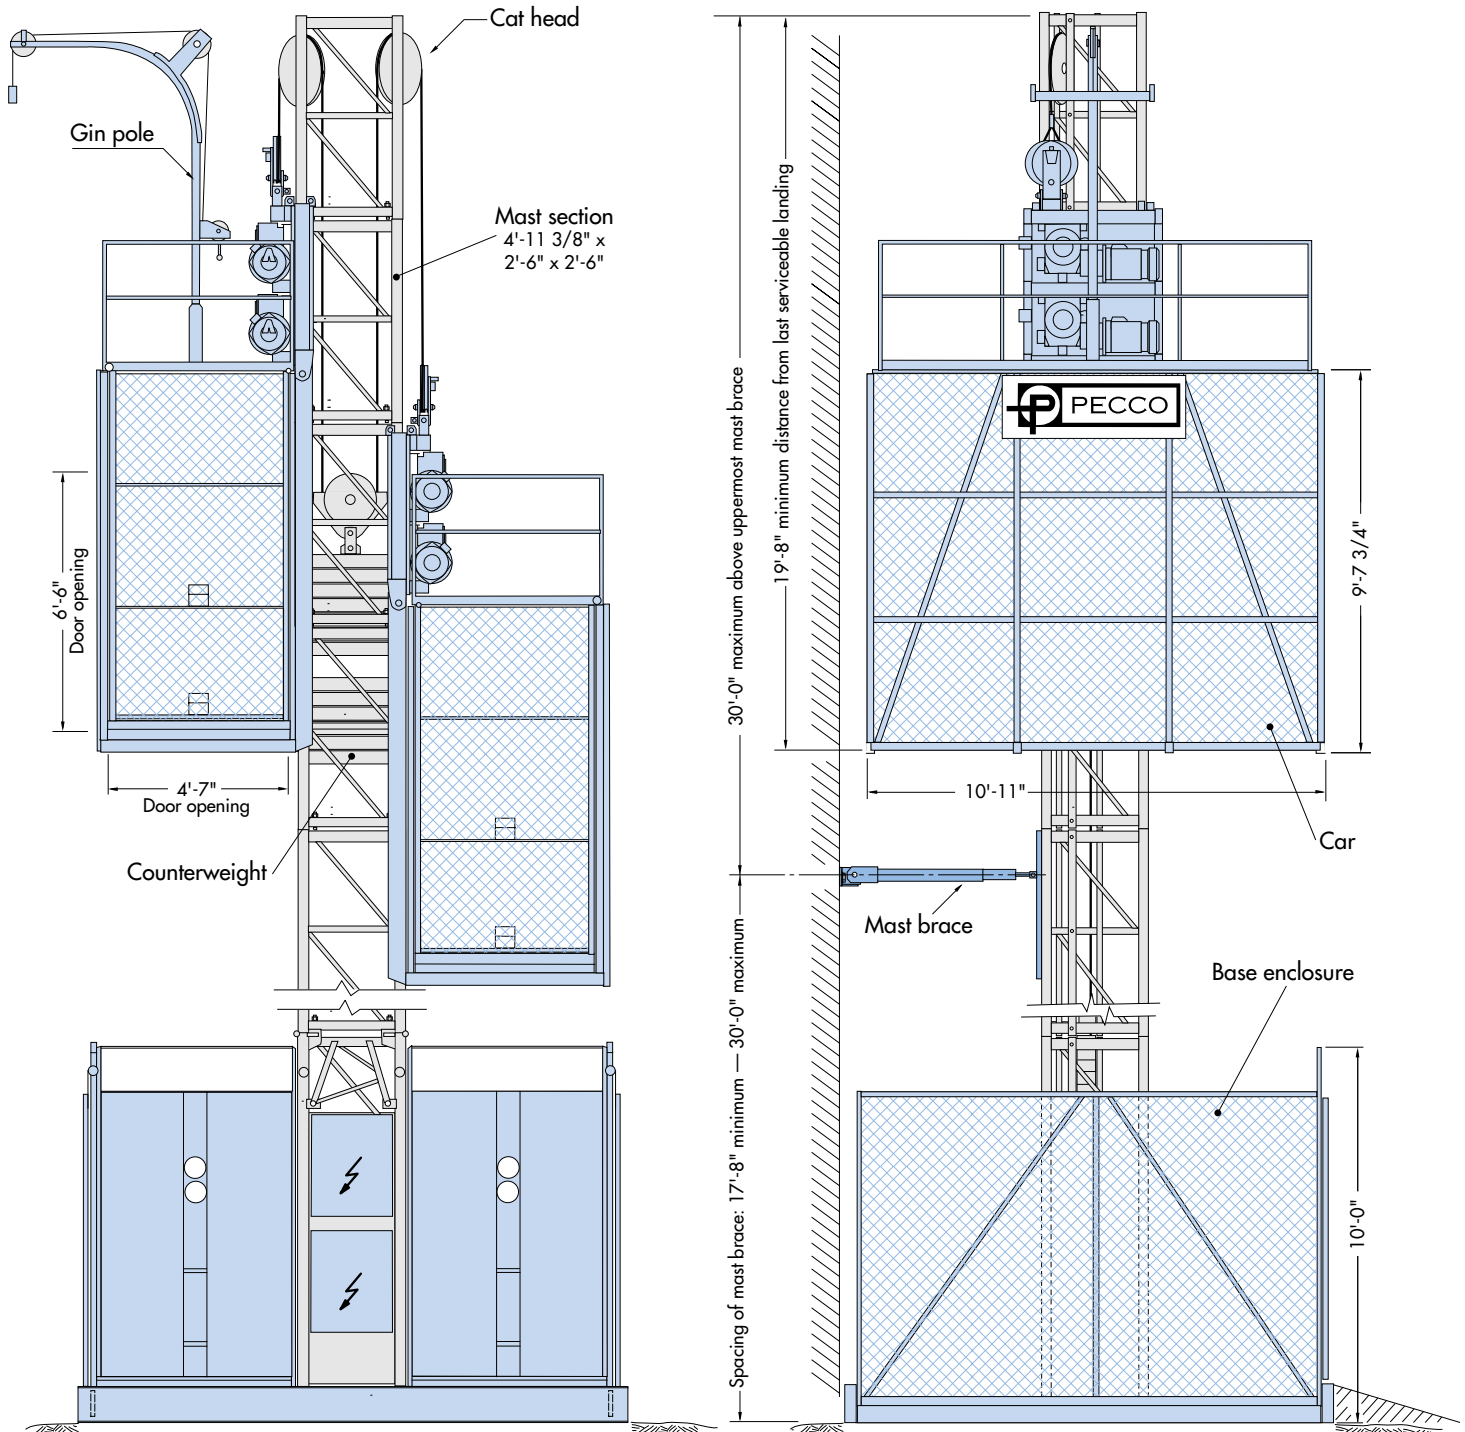 Cat head
Gin pole
Mast section
4'-11 3/8" x
2'-6" x 2'-6"
6'-6"
Door opening
4'-7"
Door opening
Counterweight
30'-0" maximum above uppermost mast brace
19'-8" minimum distance from last serviceable landing
PECCO
9'-7 3/4"
10'-11"
Car
Mast brace
Spacing of mast brace: 17'-8" minimum — 30'-0" maximum
Base enclosure
10'-0"